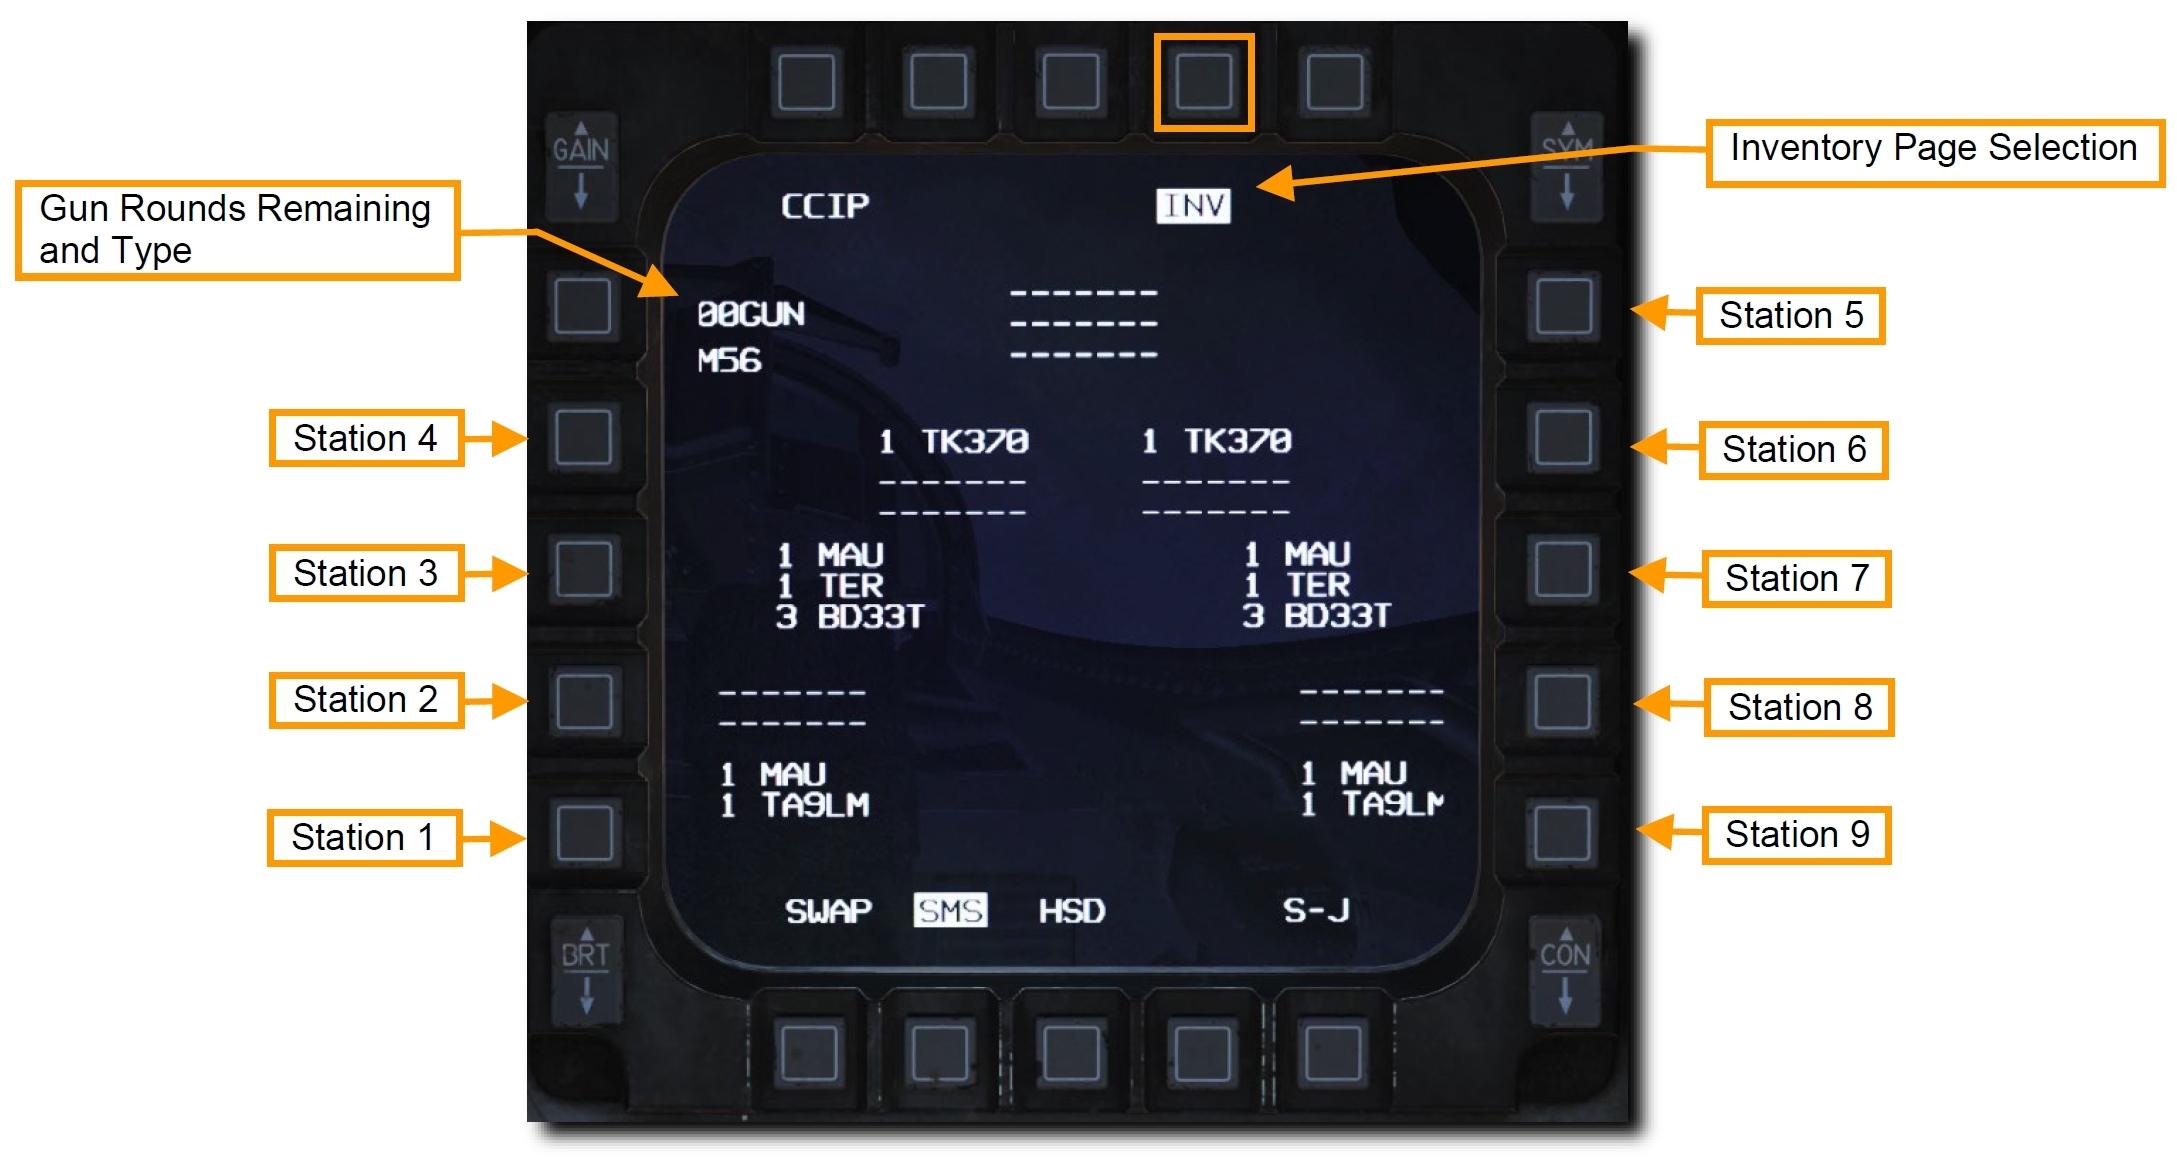 GAIN
SYM
Inventory Page Selection
Gun Rounds Remaining
and Type
CCIP
INV
00GUN
M56
-------
-------
-------
Station 5
Station 4
1 TK370
-------
-------
1 TK370
-------
-------
Station 6
Station 3
1 MAU
1 TER
3 BD33T
1 MAU
1 TER
3 BD33T
Station 7
Station 2
-------
-------
-------
-------
Station 8
Station 1
1 MAU
1 TA9LM
1 MAU
1 TA9LM
Station 9
SWAP
SMS
HSD
S-J
BRT
CON